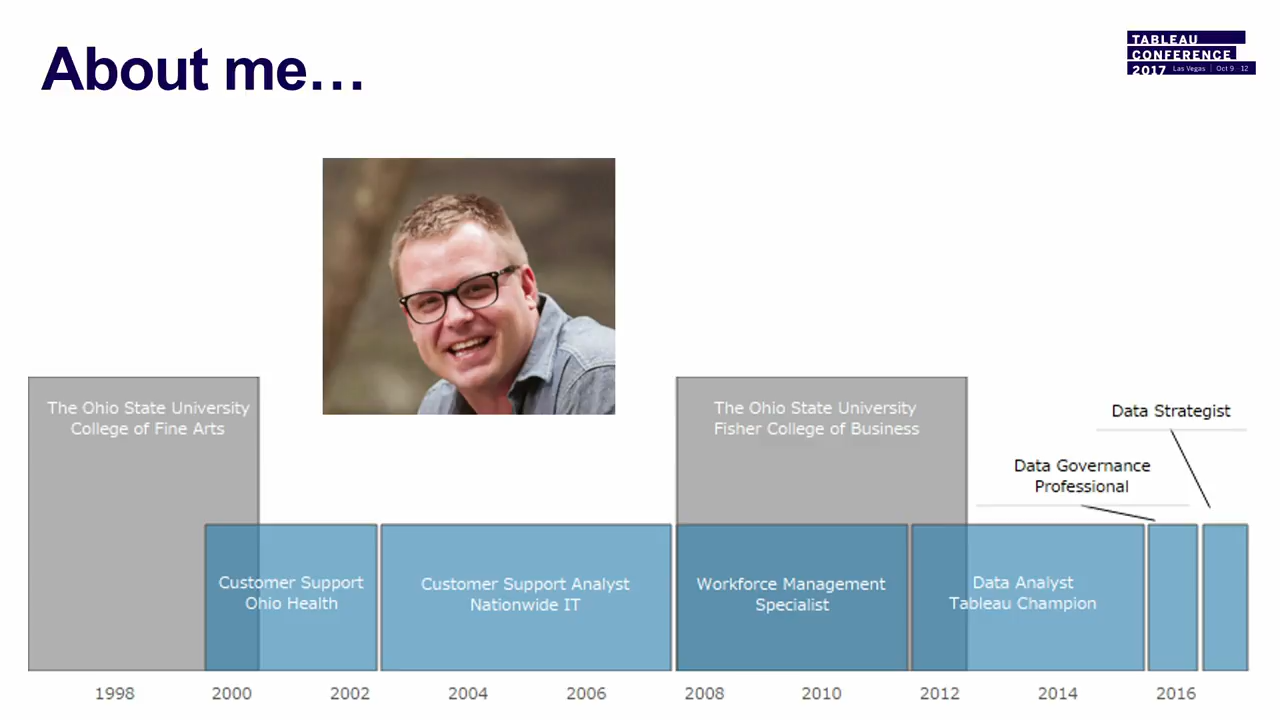 About me…
TABLEAU
CONFERENCE
2017 Las Vegas | Oct 9 - 12
The Ohio State University
College of Fine Arts
The Ohio State University
Fisher College of Business
Data Strategist
Data Governance
Professional
Customer Support
Ohio Health
Customer Support Analyst
Nationwide IT
Workforce Management
Specialist
Data Analyst
Tableau Champion
1998 2000 2002 2004 2006 2008 2010 2012 2014 2016